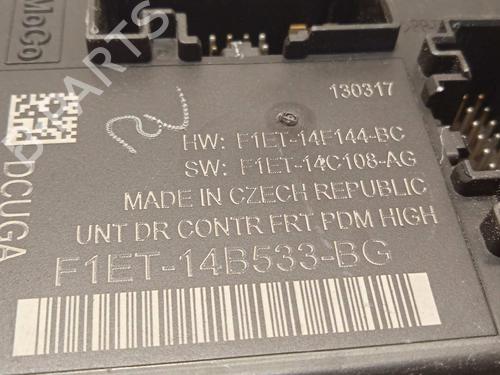 MoCo
130317
HW: F1ET-14F144-BC
SW: F1ET-14C108-AG
MADE IN CZECH REPUBLIC
UNT DR CONTR FRT PDM HIGH
F1ET-14B533-BG
DCUGA